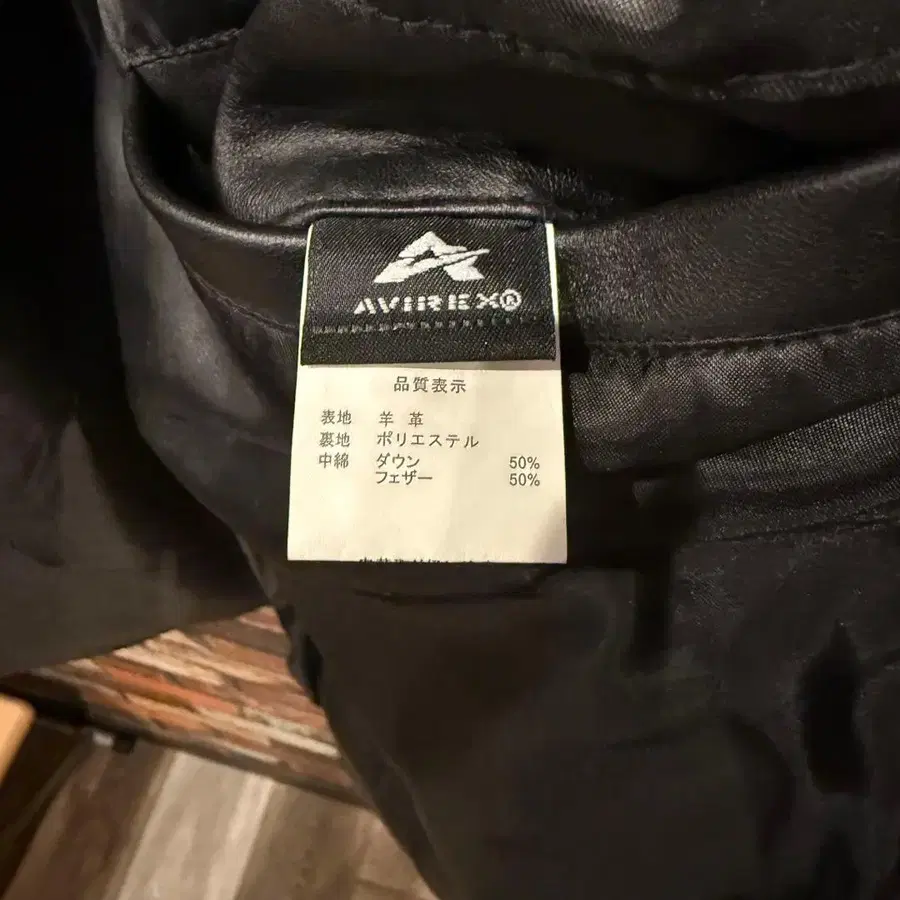 AVIREX®
品質表示
表地 羊革
裏地 ポリエステル
中綿 ダウン 50%
フェザー 50%